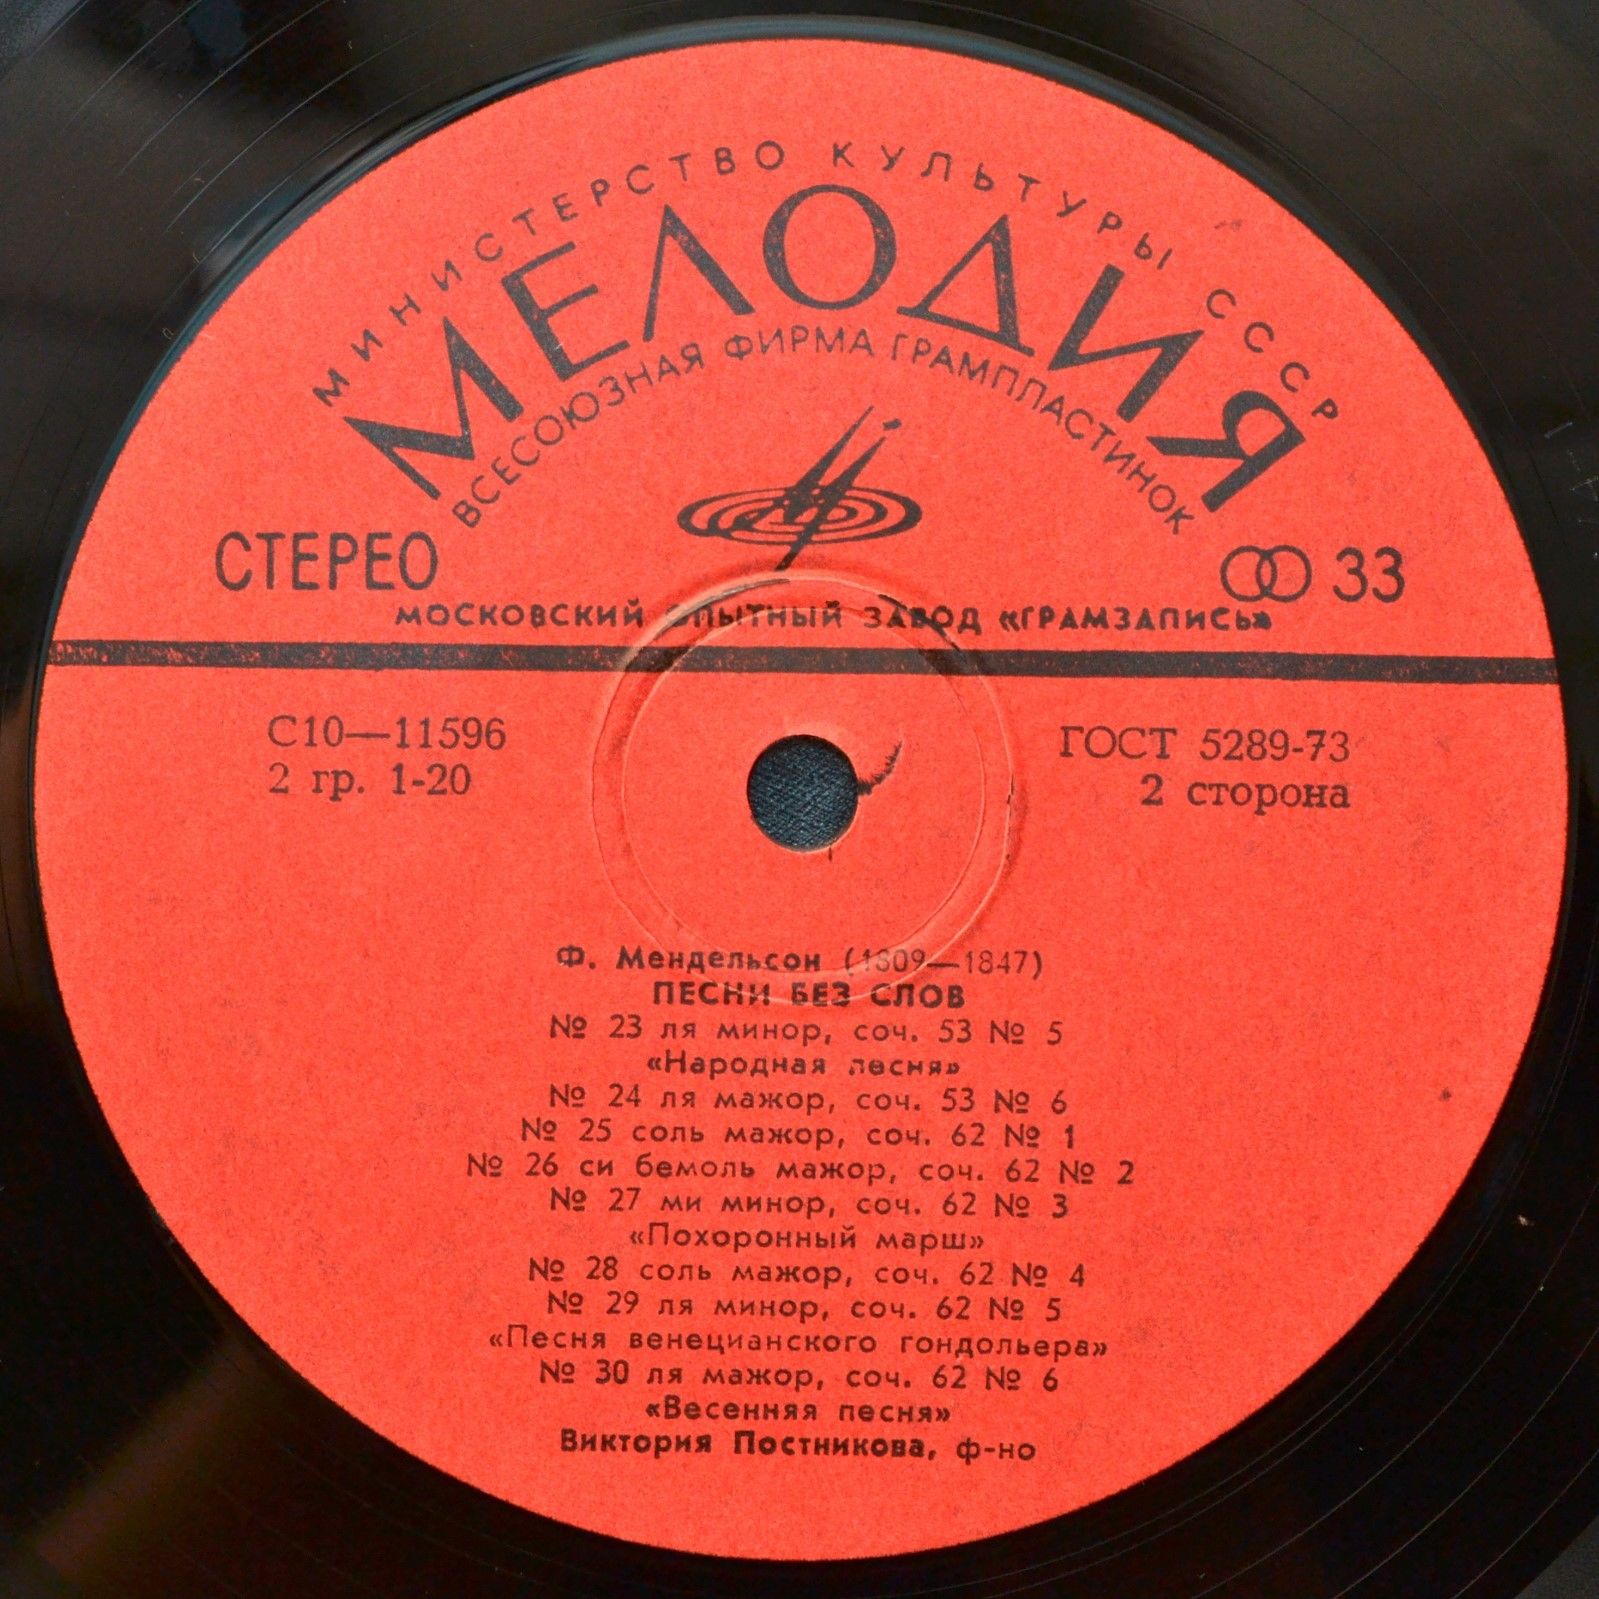 МИНИСТЕРСТВО КУЛЬТУРЫ СССР
МЕЛОДИЯ
ВСЕСОЮЗНАЯ ФИРМА ГРАМПЛАСТИНОК
СТЕРЕО
33
МОСКОВСКИЙ ОПЫТНЫЙ ЗАВОД «ГРАМЗАПИСЬ»
С10—11596
2 гр. 1-20
ГОСТ 5289-73
2 сторона
Ф. Мендельсон (1809—1847)
ПЕСНИ БЕЗ СЛОВ
№ 23 ля минор, соч. 53 № 5
«Народная песня»
№ 24 ля мажор, соч. 53 № 6
№ 25 соль мажор, соч. 62 № 1
№ 26 си бемоль мажор, соч. 62 № 2
№ 27 ми минор, соч. 62 № 3
«Похоронный марш»
№ 28 соль мажор, соч. 62 № 4
№ 29 ля минор, соч. 62 № 5
«Песня венецианского гондольера»
№ 30 ля мажор, соч. 62 № 6
«Весенняя песня»
Виктория Постникова, ф-но